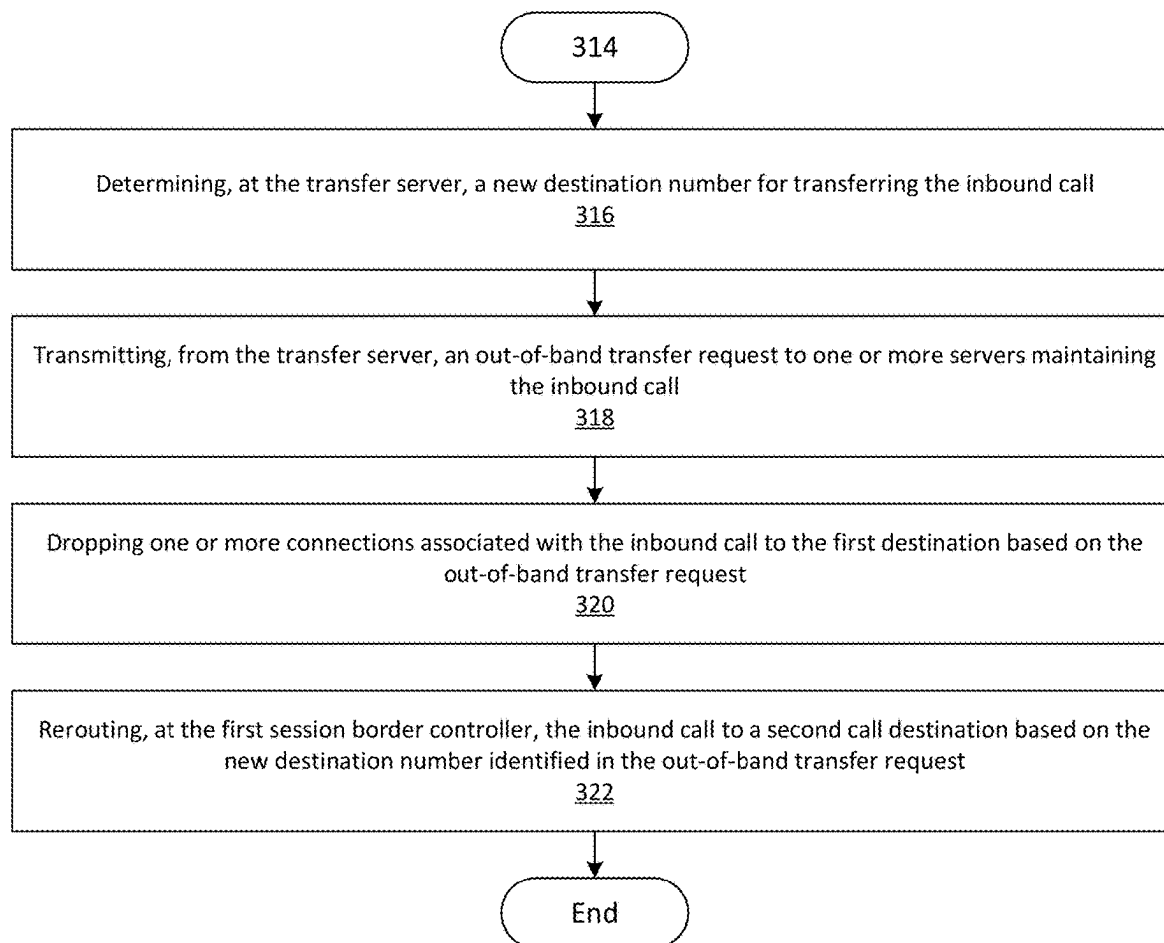 314
Determining, at the transfer server, a new destination number for transferring the inbound call
316
Transmitting, from the transfer server, an out-of-band transfer request to one or more servers maintaining
the inbound call
318
Dropping one or more connections associated with the inbound call to the first destination based on the
out-of-band transfer request
320
Rerouting, at the first session border controller, the inbound call to a second call destination based on the
new destination number identified in the out-of-band transfer request
322
End